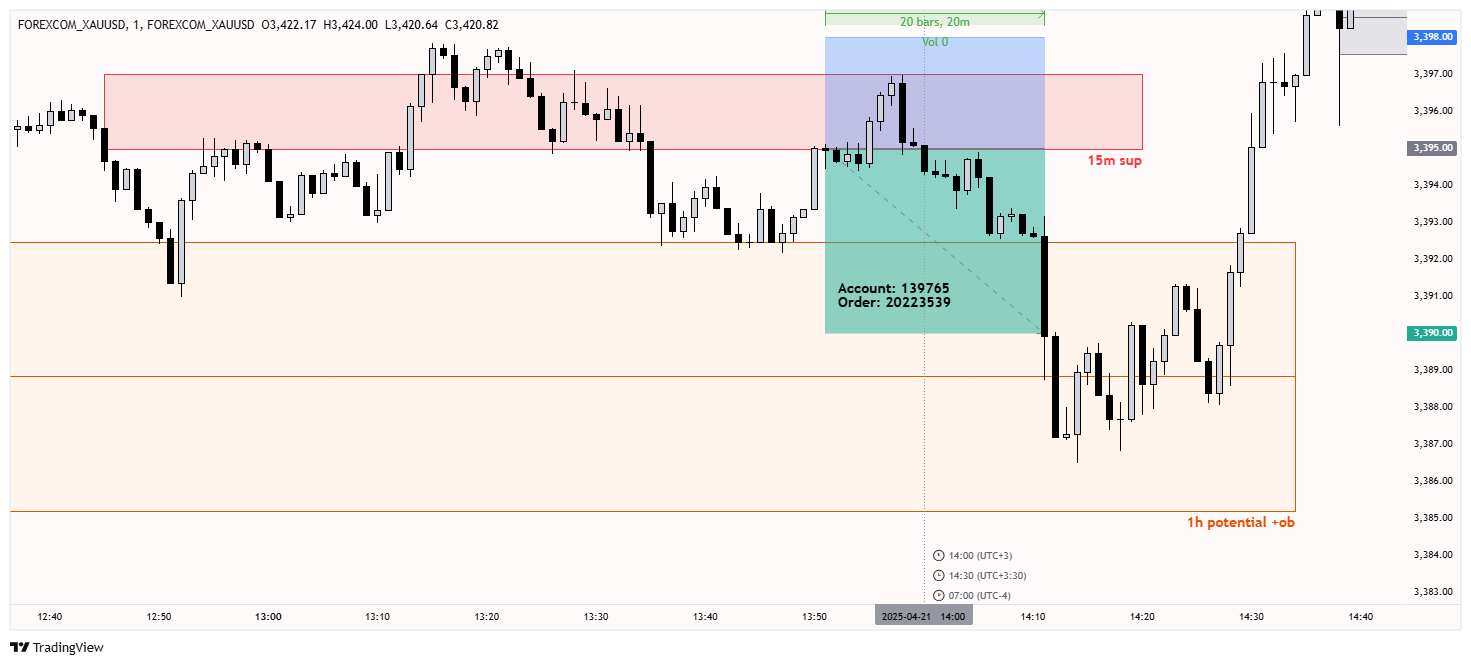 FOREXCOM_XAUUSD, 1, FOREXCOM_XAUUSD O3,422.17 H3,424.00 L3,420.64 C3,420.82
20 bars, 20m
Vol 0
3,398.00
3,397.00
3,396.00
3,395.00
15m sup
3,394.00
3,393.00
3,392.00
Account: 139765
Order: 20223539
3,391.00
3,390.00
3,389.00
3,388.00
3,387.00
3,386.00
3,385.00
1h potential +ob
3,384.00
3,383.00
14:00 (UTC+3)
14:30 (UTC+3:30)
07:00 (UTC-4)
12:40 12:50 13:00 13:10 13:20 13:30 13:40 13:50 2025-04-21 14:00 14:10 14:20 14:30 14:40
TradingView